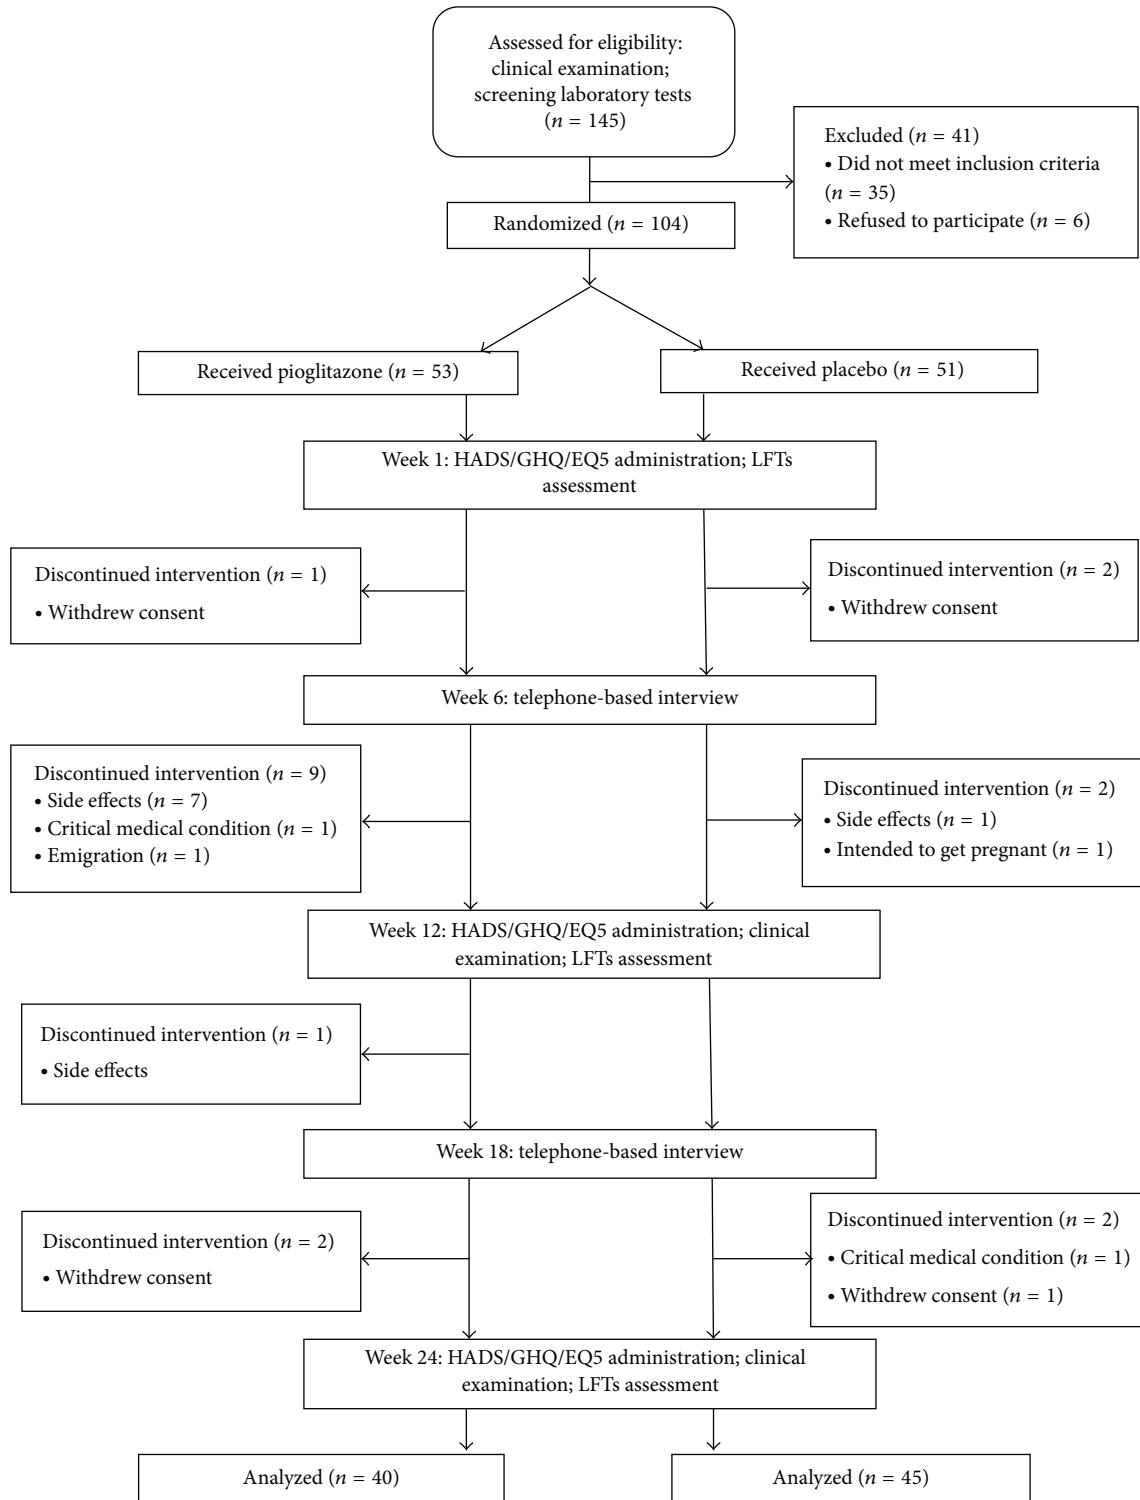 Assessed for eligibility:
clinical examination;
screening laboratory tests
(n = 145)
Excluded (n = 41)
• Did not meet inclusion criteria
(n = 35)
• Refused to participate (n = 6)
Randomized (n = 104)
Received pioglitazone (n = 53)
Received placebo (n = 51)
Week 1: HADS/GHQ/EQ5 administration; LFTs
assessment
Discontinued intervention (n = 1)
• Withdrew consent
Discontinued intervention (n = 2)
• Withdrew consent
Week 6: telephone-based interview
Discontinued intervention (n = 9)
• Side effects (n = 7)
• Critical medical condition (n = 1)
• Emigration (n = 1)
Discontinued intervention (n = 2)
• Side effects (n = 1)
• Intended to get pregnant (n = 1)
Week 12: HADS/GHQ/EQ5 administration; clinical
examination; LFTs assessment
Discontinued intervention (n = 1)
• Side effects
Week 18: telephone-based interview
Discontinued intervention (n = 2)
• Withdrew consent
Discontinued intervention (n = 2)
• Critical medical condition (n = 1)
• Withdrew consent (n = 1)
Week 24: HADS/GHQ/EQ5 administration; clinical
examination; LFTs assessment
Analyzed (n = 40)
Analyzed (n = 45)